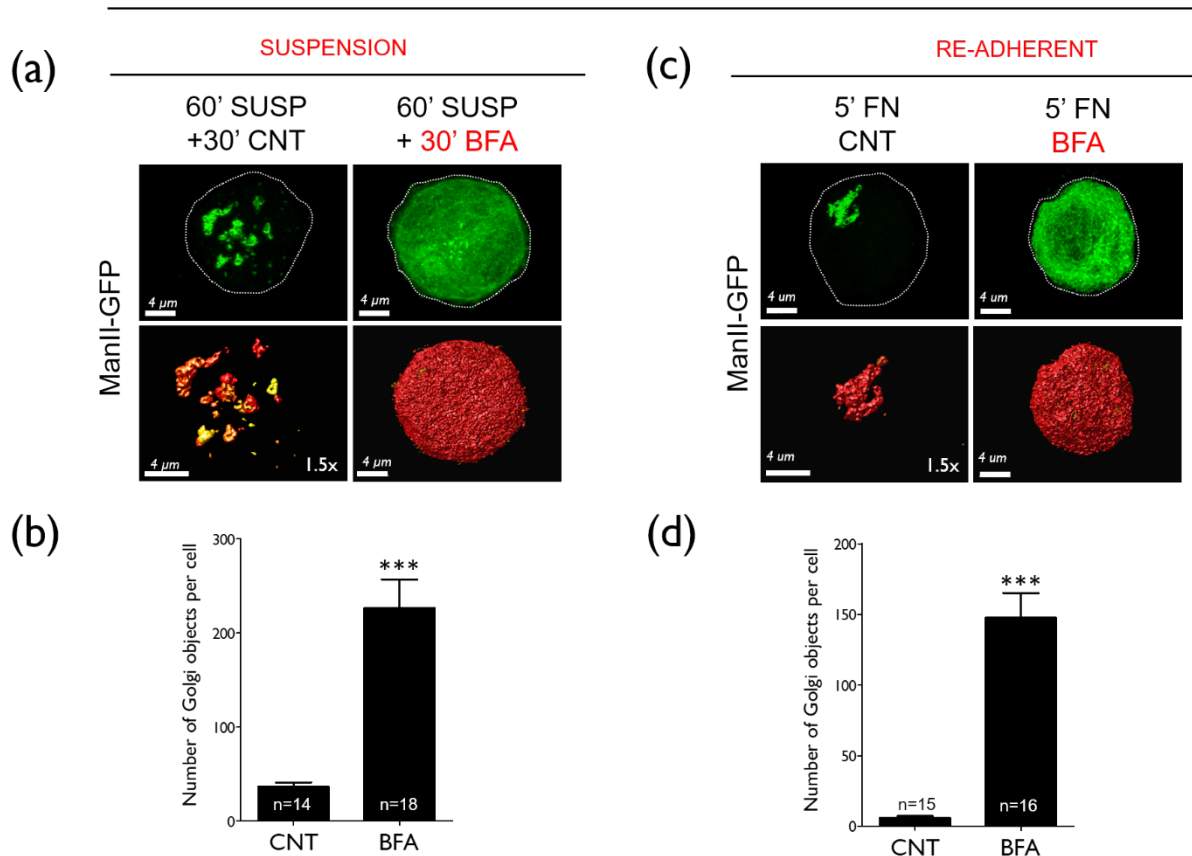 SUSPENSION
(a)
60’ SUSP
+30’ CNT
60’ SUSP
+ 30’ BFA
ManII-GFP
4 µm
4 µm
4 µm
1.5x
4 µm
RE-ADHERENT
(c)
5’ FN
CNT
5’ FN
BFA
ManII-GFP
4 um
4 um
4 um
1.5x
4 um
(b)
Number of Golgi objects per cell
300
200
100
0
***
n=14
n=18
CNT
BFA
(d)
Number of Golgi objects per cell
200
150
100
50
0
***
n=15
n=16
CNT
BFA